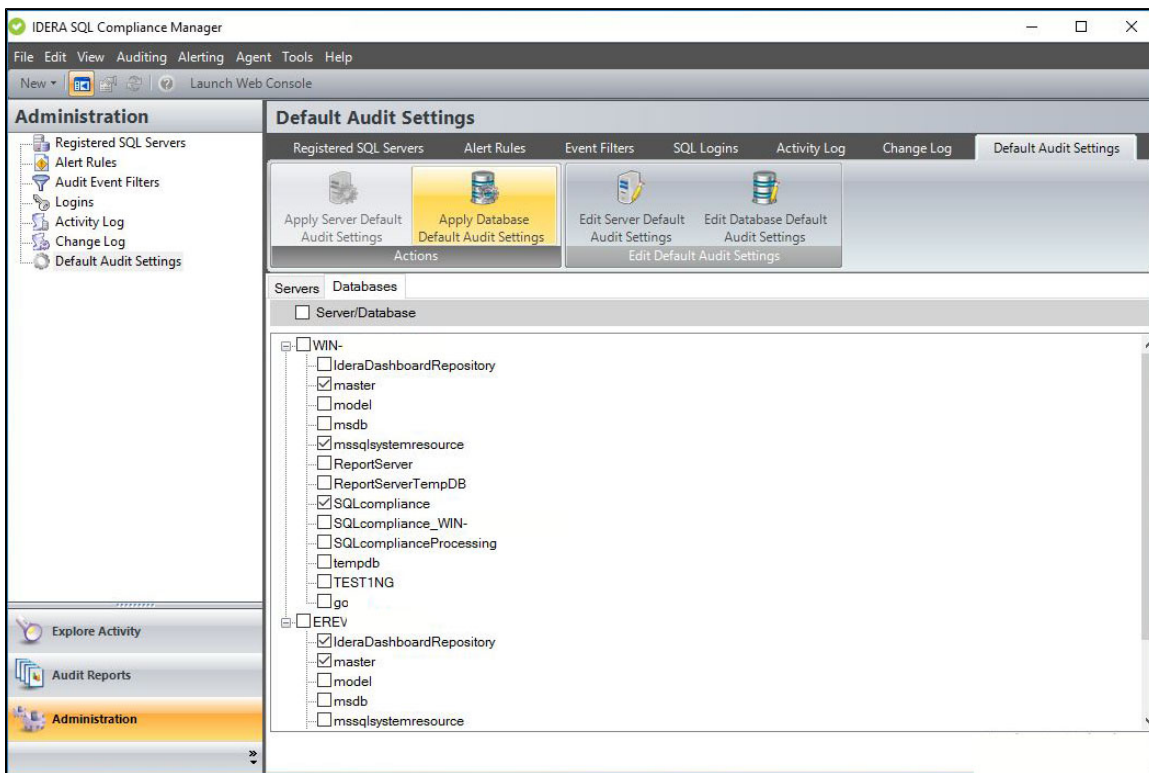 IDERA SQL Compliance Manager
File Edit View Auditing Alerting Agent Tools Help
New Launch Web Console
Administration
Registered SQL Servers
Alert Rules
Audit Event Filters
Logins
Activity Log
Change Log
Default Audit Settings
Explore Activity
Audit Reports
Administration
Default Audit Settings
Registered SQL Servers Alert Rules Event Filters SQL Logins Activity Log Change Log Default Audit Settings
Apply Server Default
Audit Settings
Apply Database
Default Audit Settings
Actions
Edit Server Default
Audit Settings
Edit Database Default
Audit Settings
Edit Default Audit Settings
Servers Databases
Server/Database
WIN-
IderaDashboardRepository
master
model
msdb
mssqlsystemresource
ReportServer
ReportServerTempDB
SQLcompliance
SQLcompliance_WIN-
SQLcomplianceProcessing
tempdb
TEST1NG
go
EREV
IderaDashboardRepository
master
model
msdb
mssqlsystemresource